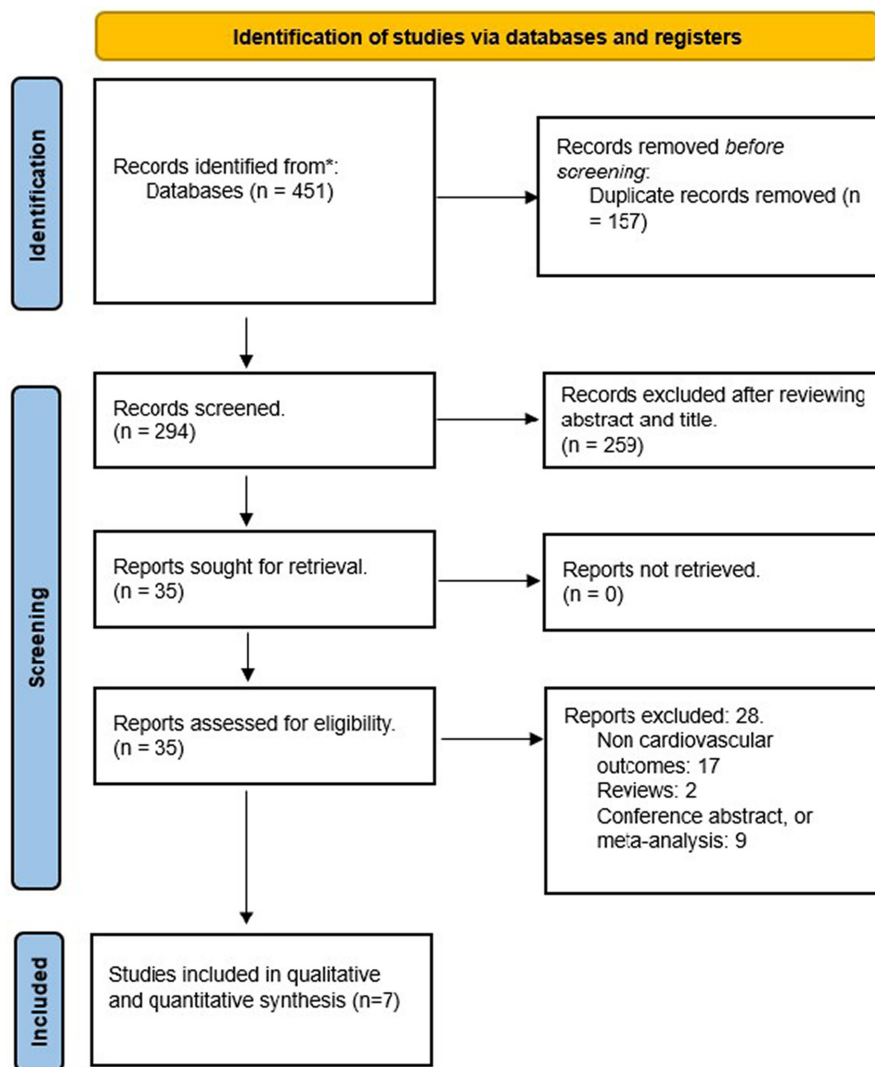 Identification of studies via databases and registers
Identification
Records identified from*:
Databases (n = 451)
Records removed before
screening:
Duplicate records removed (n
= 157)
Screening
Records screened.
(n = 294)
Records excluded after reviewing
abstract and title.
(n = 259)
Reports sought for retrieval.
(n = 35)
Reports not retrieved.
(n = 0)
Reports assessed for eligibility.
(n = 35)
Reports excluded: 28.
Non cardiovascular
outcomes: 17
Reviews: 2
Conference abstract, or
meta-analysis: 9
Included
Studies included in qualitative
and quantitative synthesis (n=7)